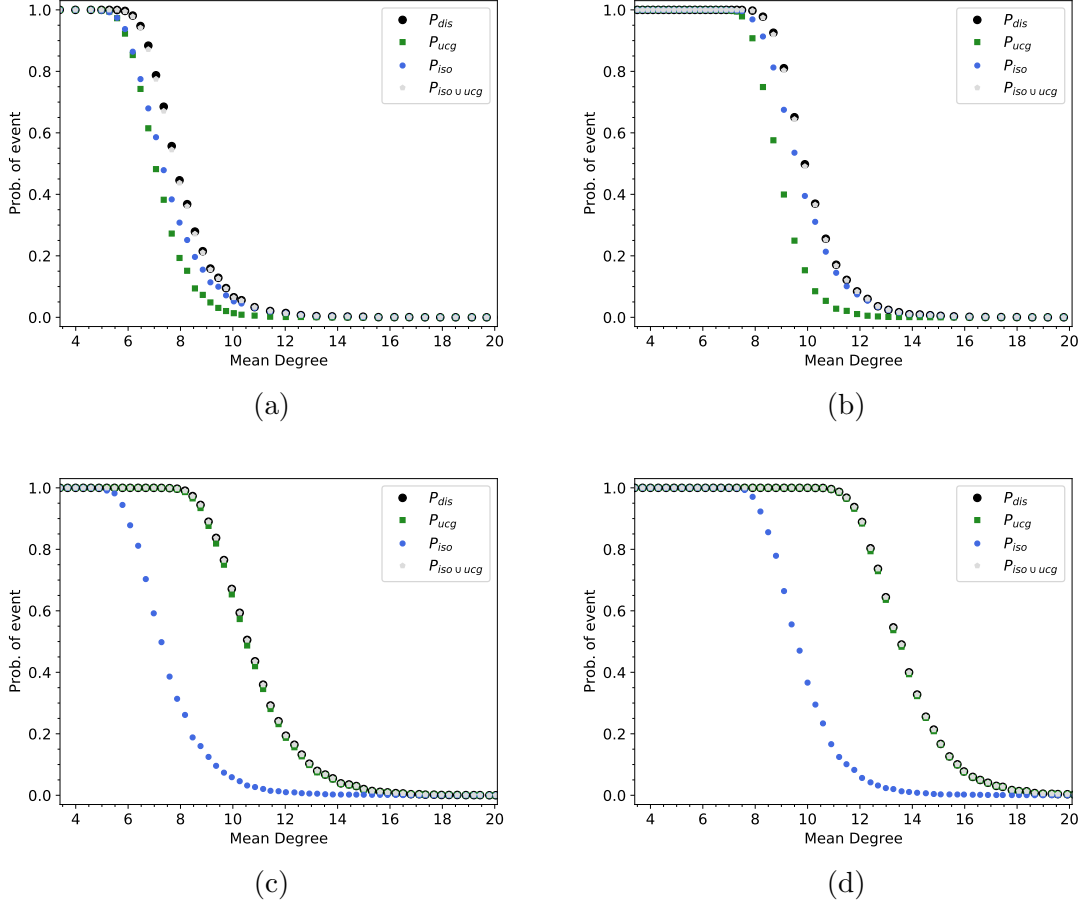 1.0
0.8
0.6
0.4
0.2
0.0
Prob. of event
4 6 8 10 12 14 16 18 20
Mean Degree
P_dis
P_ucg
P_iso
P_iso ∪ ucg
(a)
1.0
0.8
0.6
0.4
0.2
0.0
Prob. of event
4 6 8 10 12 14 16 18 20
Mean Degree
P_dis
P_ucg
P_iso
P_iso ∪ ucg
(b)
1.0
0.8
0.6
0.4
0.2
0.0
Prob. of event
4 6 8 10 12 14 16 18 20
Mean Degree
P_dis
P_ucg
P_iso
P_iso ∪ ucg
(c)
1.0
0.8
0.6
0.4
0.2
0.0
Prob. of event
4 6 8 10 12 14 16 18 20
Mean Degree
P_dis
P_ucg
P_iso
P_iso ∪ ucg
(d)